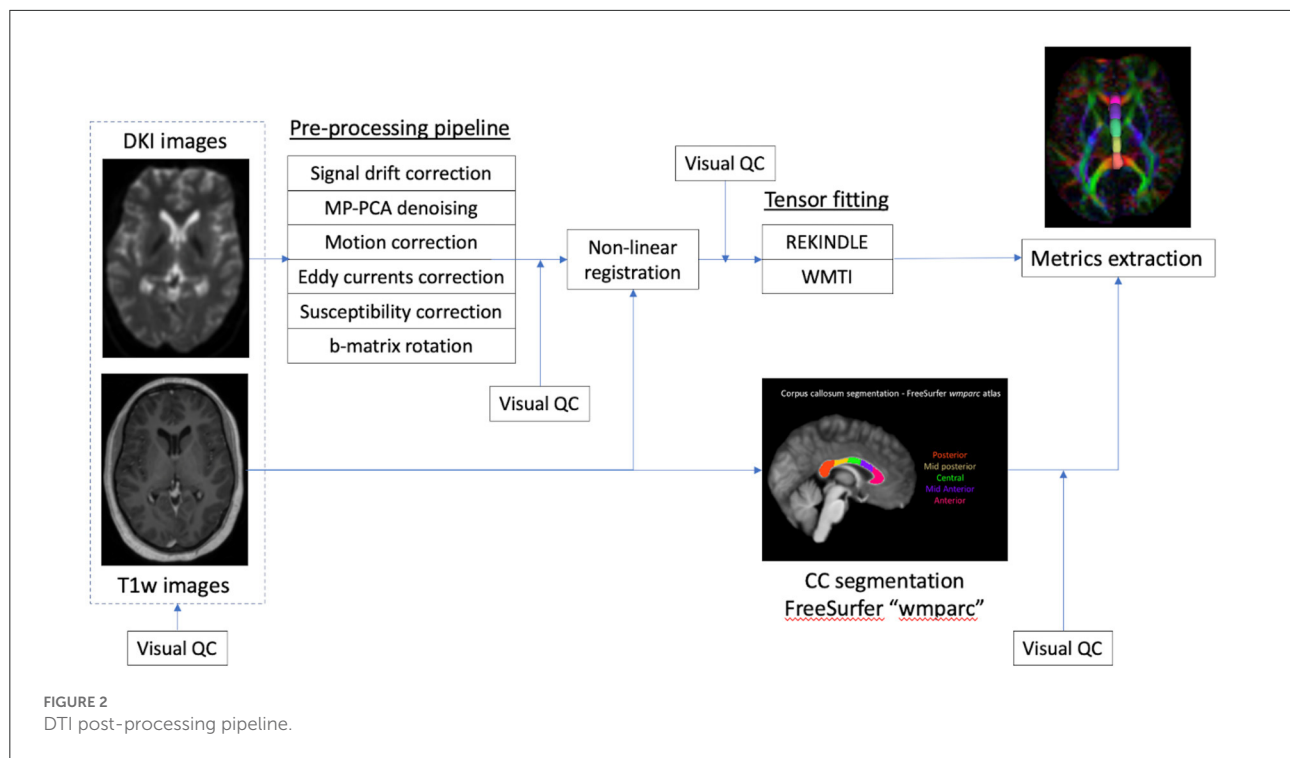 DKI images
Pre-processing pipeline
Signal drift correction
MP-PCA denoising
Motion correction
Eddy currents correction
Susceptibility correction
b-matrix rotation
Visual QC
Non-linear
registration
Visual QC
Tensor fitting
REKINDLE
WMTI
Metrics extraction
T1w images
Visual QC
Corpus callosum segmentation - FreeSurfer wmparc atlas
Posterior
Mid posterior
Central
Mid Anterior
Anterior
CC segmentation
FreeSurfer “wmparc”
Visual QC
FIGURE 2
DTI post-processing pipeline.